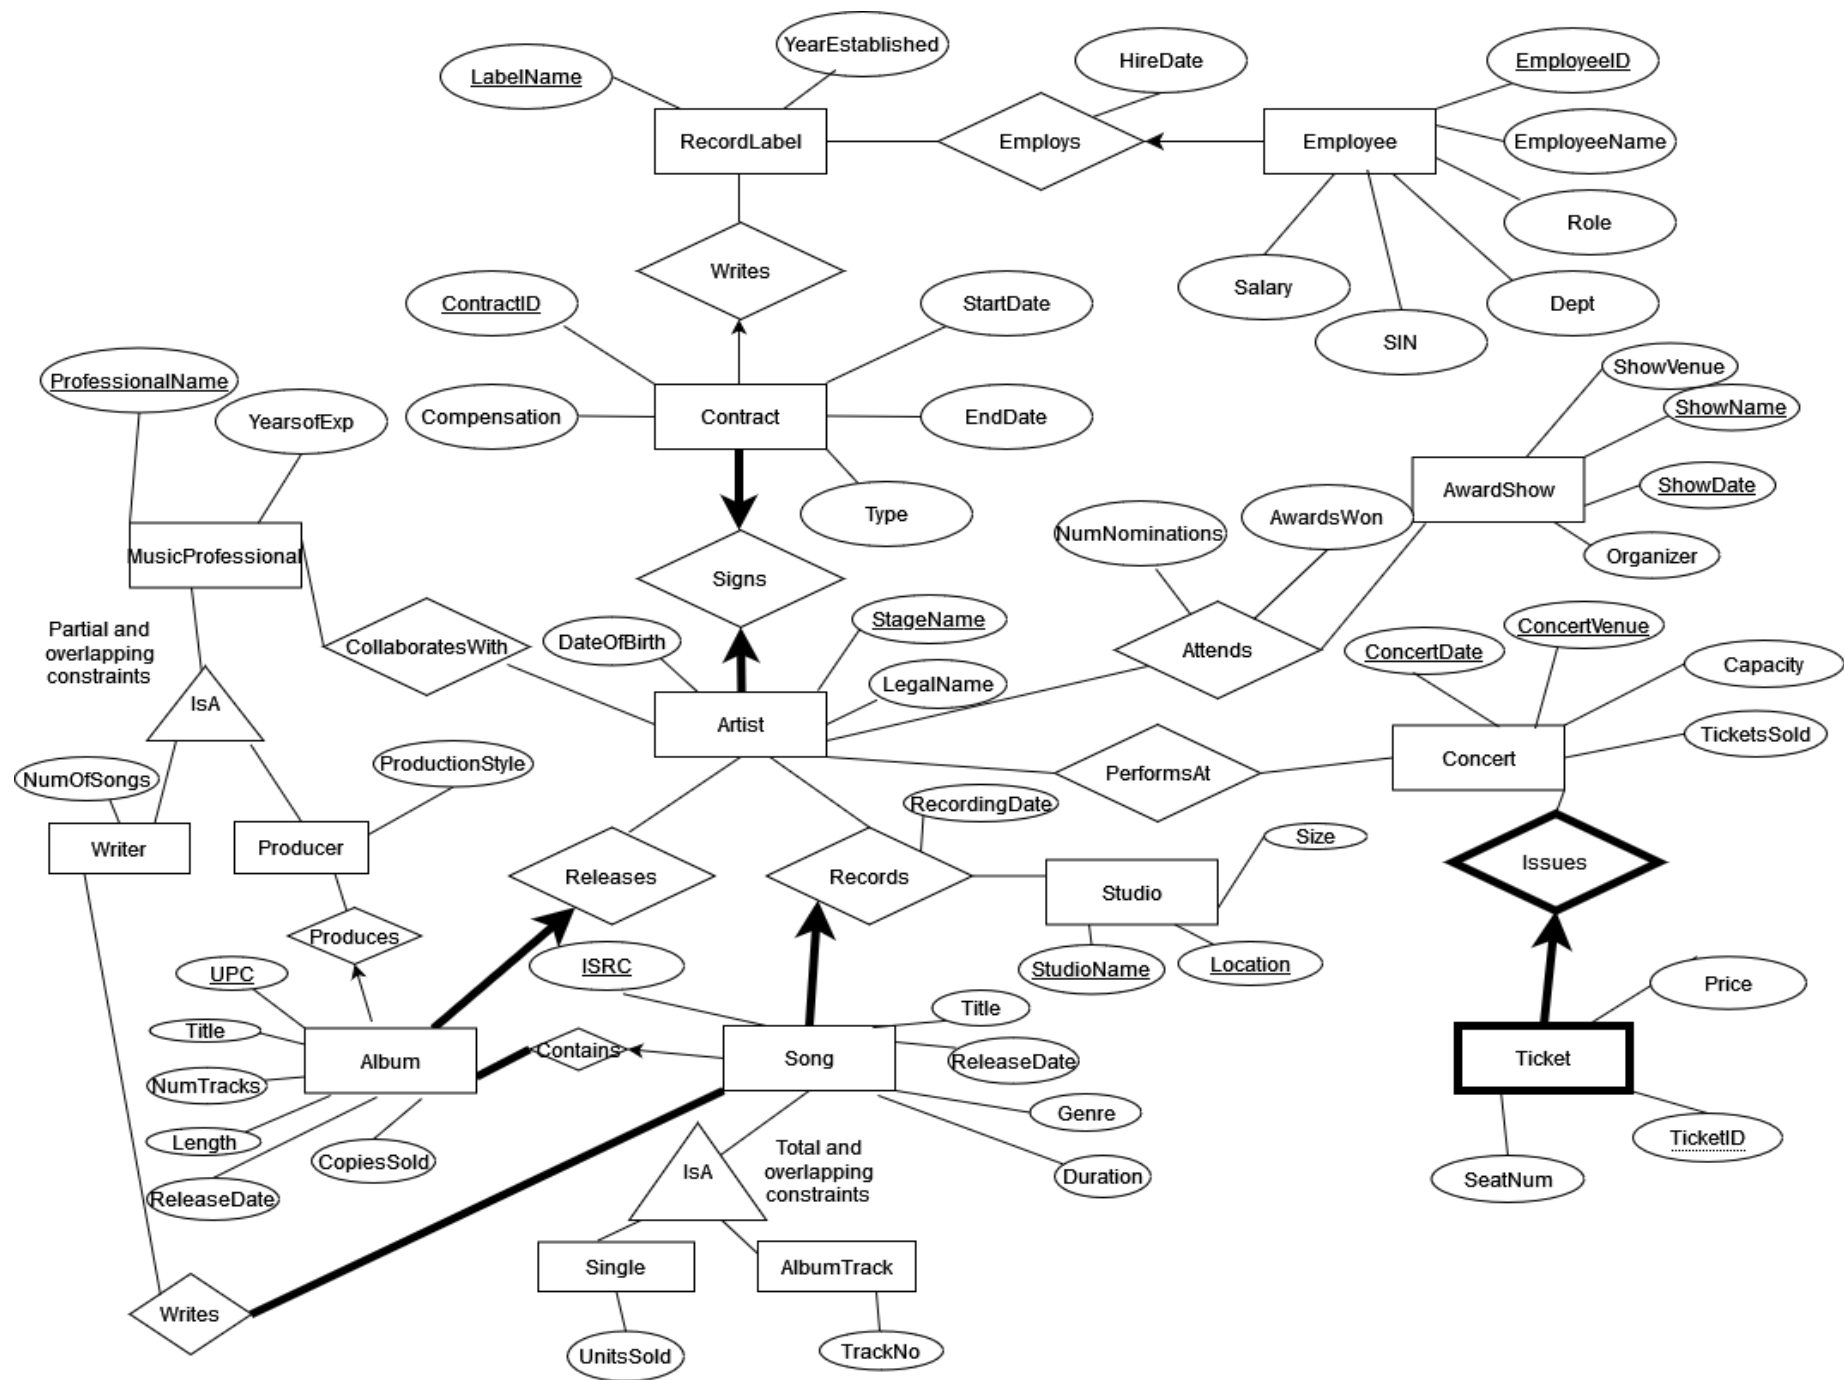 YearEstablished
LabelName
HireDate
EmployeeID
RecordLabel
Employs
Employee
EmployeeName
Role
Writes
Salary
Dept
SIN
ContractID
StartDate
ProfessionalName
YearsofExp
Compensation
Contract
EndDate
Type
ShowVenue
ShowName
AwardShow
ShowDate
Organizer
NumNominations
AwardsWon
MusicProfessional
Signs
Partial and
overlapping
constraints
CollaboratesWith
DateOfBirth
StageName
LegalName
Attends
ConcertDate
ConcertVenue
Capacity
TicketsSold
IsA
Artist
PerformsAt
Concert
NumOfSongs
ProductionStyle
RecordingDate
Size
Writer
Producer
Releases
Records
Studio
Issues
Produces
UPC
ISRC
StudioName
Location
Price
Title
Title
Album
Contains
Song
ReleaseDate
Ticket
NumTracks
Length
CopiesSold
ReleaseDate
Genre
Duration
TicketID
SeatNum
IsA
Total and
overlapping
constraints
Single
AlbumTrack
Writes
UnitsSold
TrackNo